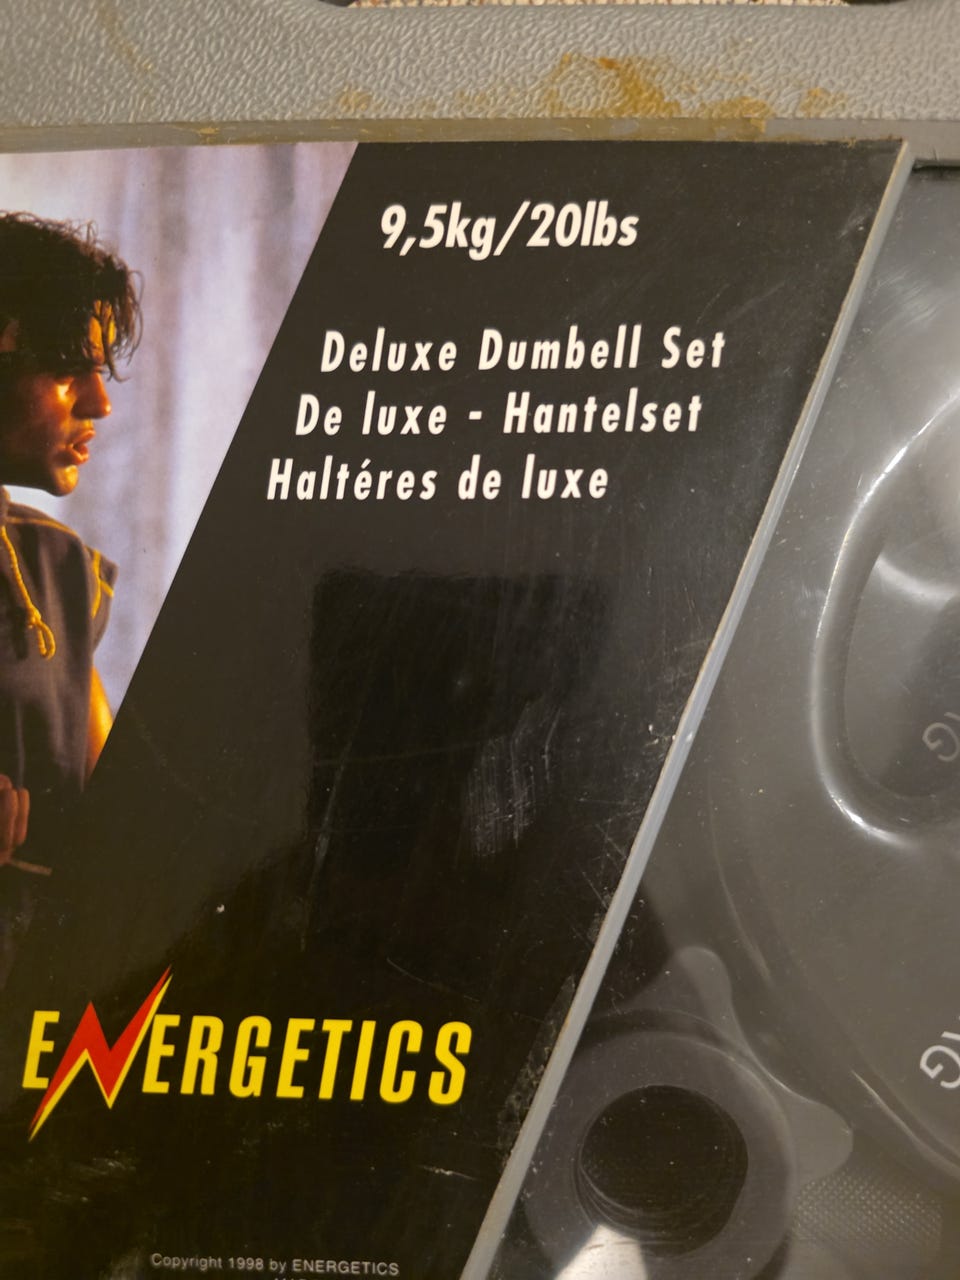 9,5kg/20lbs
Deluxe Dumbell Set
De luxe - Hantelset
Haltéres de luxe
ENERGETICS
Copyright 1998 by ENERGETICS